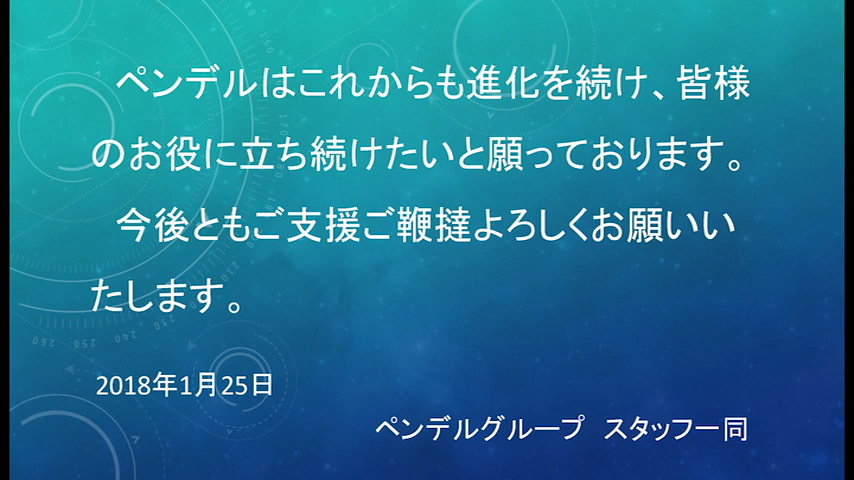 ペンデルはこれからも進化を続け、皆様
のお役に立ち続けたいと願っております。
今後ともご支援ご鞭撻よろしくお願いい
たします。
2018年1月25日
ペンデルグループ　スタッフ一同